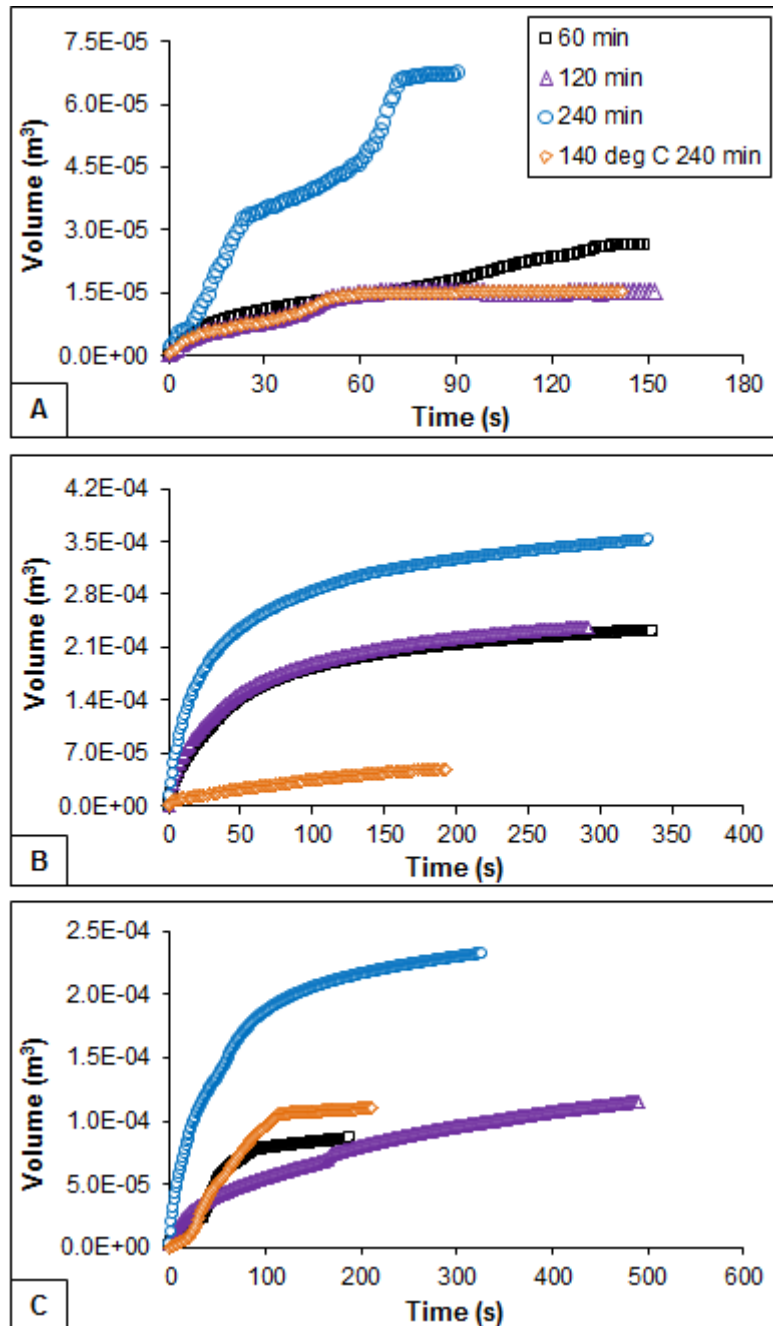 7.5E-05
6.0E-05
4.5E-05
3.0E-05
1.5E-05
0.0E+00
Volume (m³)
60 min
120 min
240 min
140 deg C 240 min
0 30 60 90 120 150 180
Time (s)
A
4.2E-04
3.5E-04
2.8E-04
2.1E-04
1.4E-04
7.0E-05
0.0E+00
Volume (m³)
0 50 100 150 200 250 300 350 400
Time (s)
B
2.5E-04
2.0E-04
1.5E-04
1.0E-04
5.0E-05
0.0E+00
Volume (m³)
0 100 200 300 400 500 600
Time (s)
C